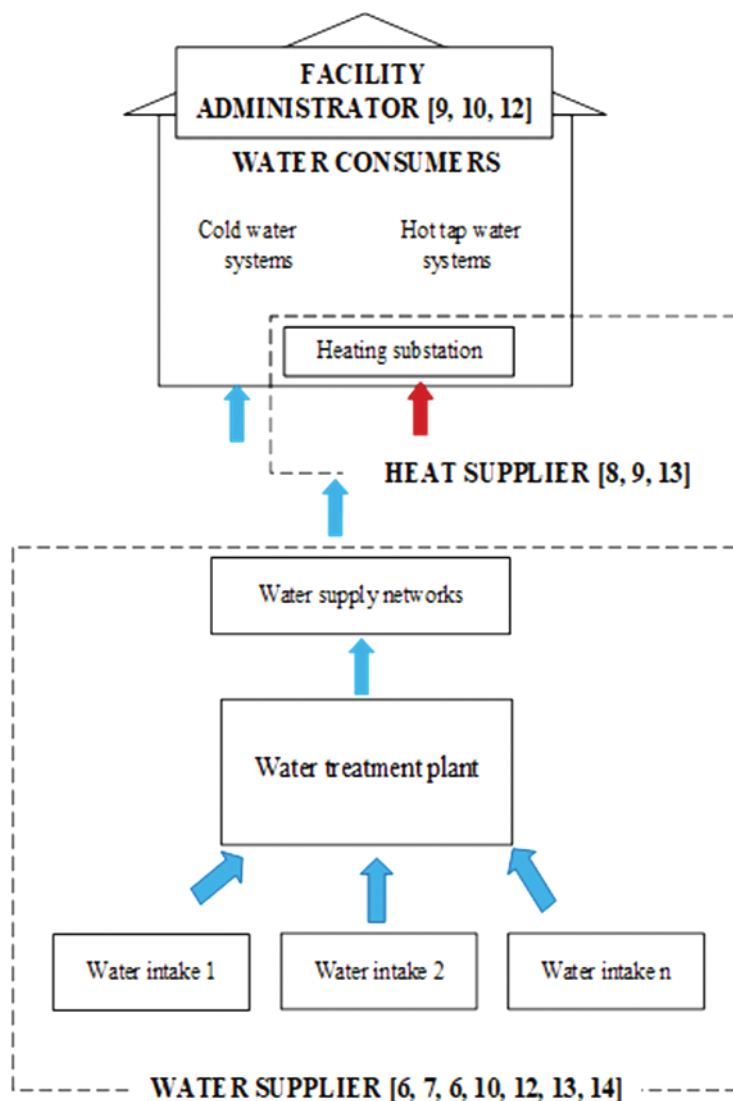 FACILITY
ADMINISTRATOR [9, 10, 12]
WATER CONSUMERS
Cold water
systems
Hot tap water
systems
Heating substation
HEAT SUPPLIER [8, 9, 13]
Water supply networks
Water treatment plant
Water intake 1
Water intake 2
Water intake n
WATER SUPPLIER [6, 7, 6, 10, 12, 13, 14]